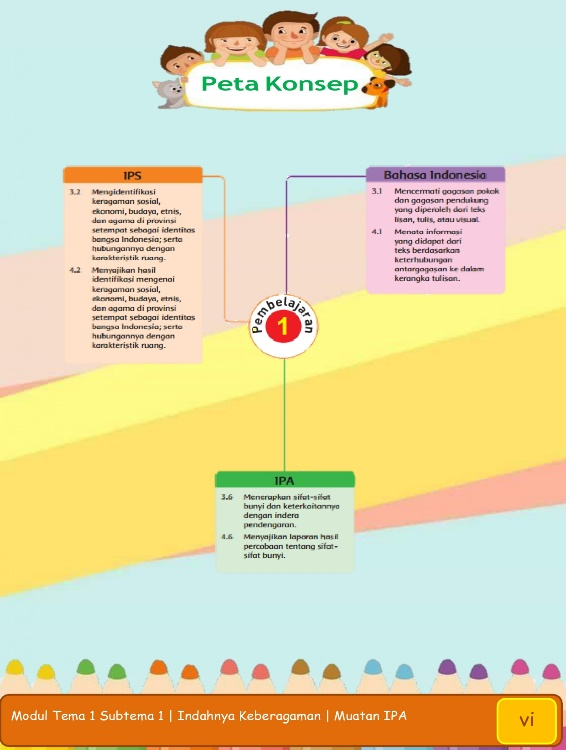 Peta Konsep
IPS
3.2 Mengidentifikasi
keragaman sosial,
ekonomi, budaya, etnis,
dan agama di provinsi
setempat sebagai identitas
bangsa Indonesia; serta
hubungannya dengan
karakteristik ruang.
4.2 Menyajikan hasil
identifikasi mengenai
keragaman sosial,
ekonomi, budaya, etnis,
dan agama di provinsi
setempat sebagai identitas
bangsa Indonesia; serta
hubungannya dengan
karakteristik ruang.
Bahasa Indonesia
3.1 Mencermati gagasan pokok
dan gagasan pendukung
yang diperoleh dari teks
lisan, tulis, atau visual.
4.1 Menata informasi
yang didapat dari
teks berdasarkan
keterhubungan
antargagasan ke dalam
kerangka tulisan.
Pembelajaran
1
IPA
3.6 Menerapkan sifat-sifat
bunyi dan keterkaitannya
dengan indera
pendengaran.
4.6 Menyajikan laporan hasil
percobaan tentang sifat-
sifat bunyi.
Modul Tema 1 Subtema 1 | Indahnya Keberagaman | Muatan IPA
vi